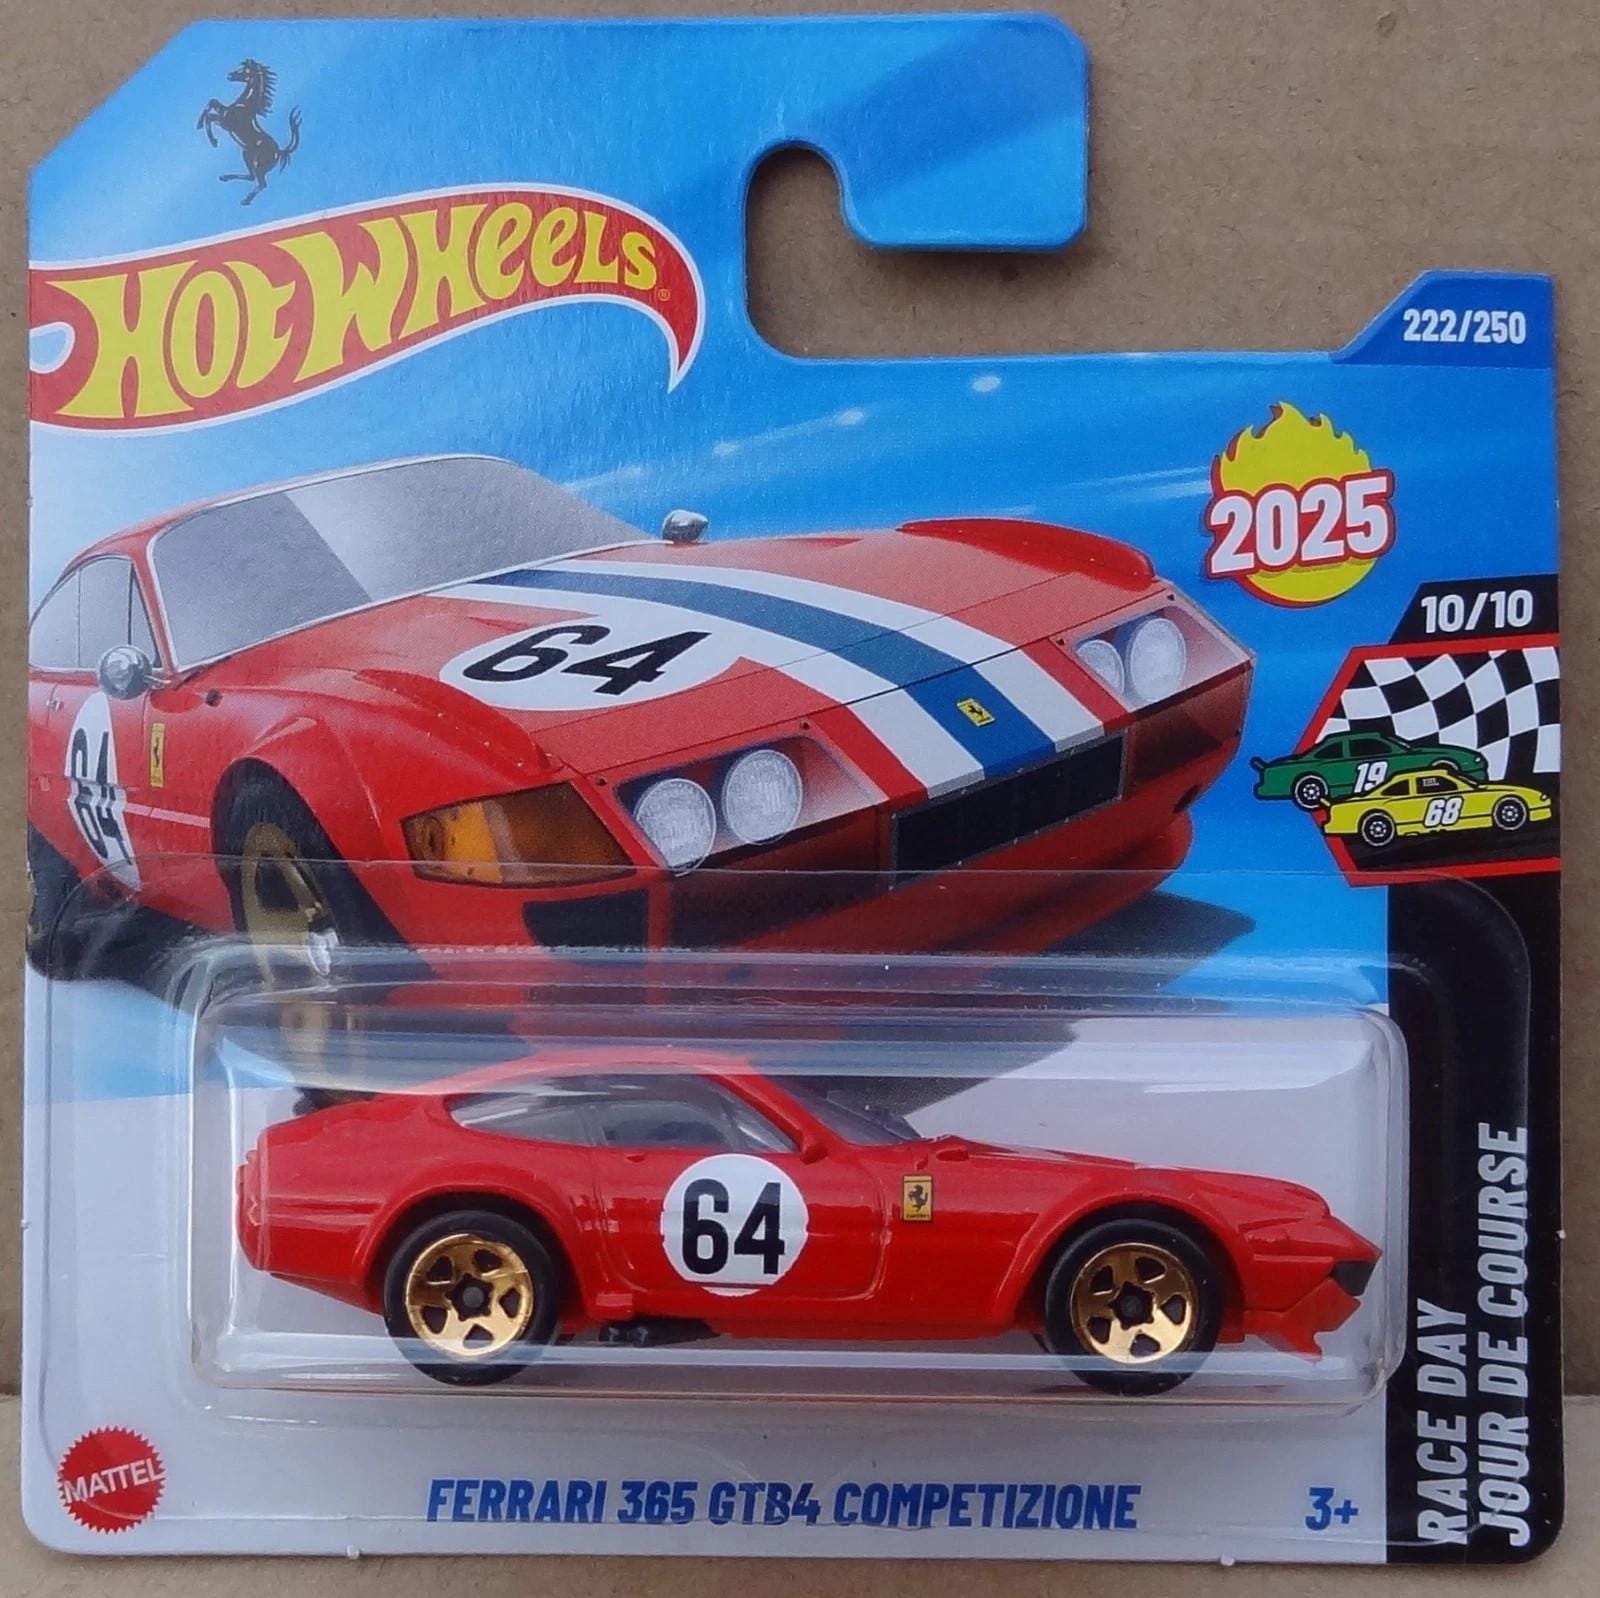 HOT WHEELS
®
222/250
2025
10/10
19
68
64
64
64
RACE DAY
JOUR DE COURSE
MATTEL
FERRARI 365 GTB4 COMPETIZIONE
3+